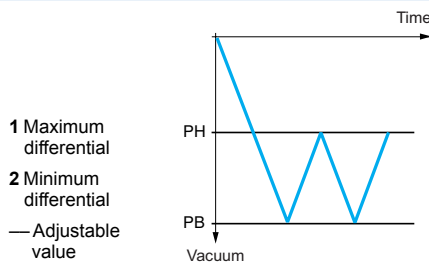 Time
1 Maximum
differential
2 Minimum
differential
— Adjustable
value
PH
PB
Vacuum